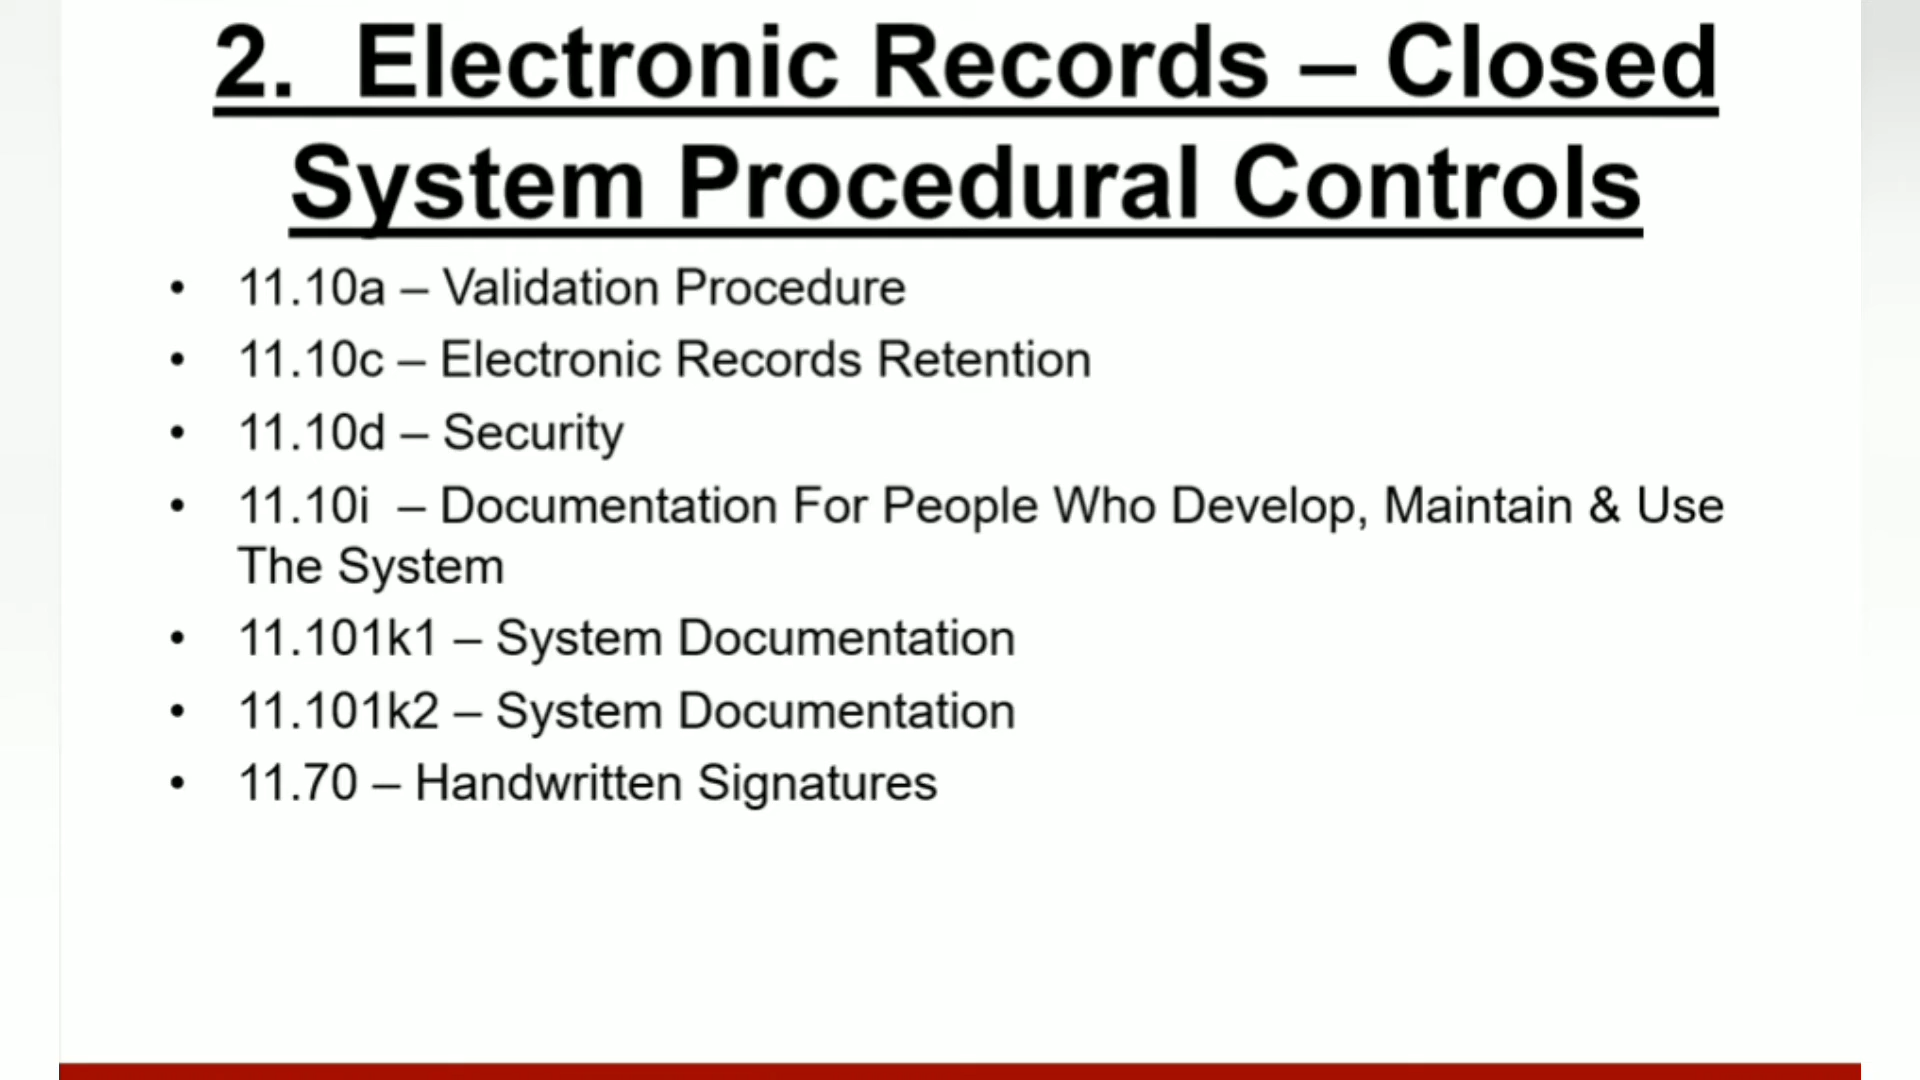 2. Electronic Records – Closed
System Procedural Controls
• 11.10a – Validation Procedure
• 11.10c – Electronic Records Retention
• 11.10d – Security
• 11.10i – Documentation For People Who Develop, Maintain & Use
The System
• 11.101k1 – System Documentation
• 11.101k2 – System Documentation
• 11.70 – Handwritten Signatures